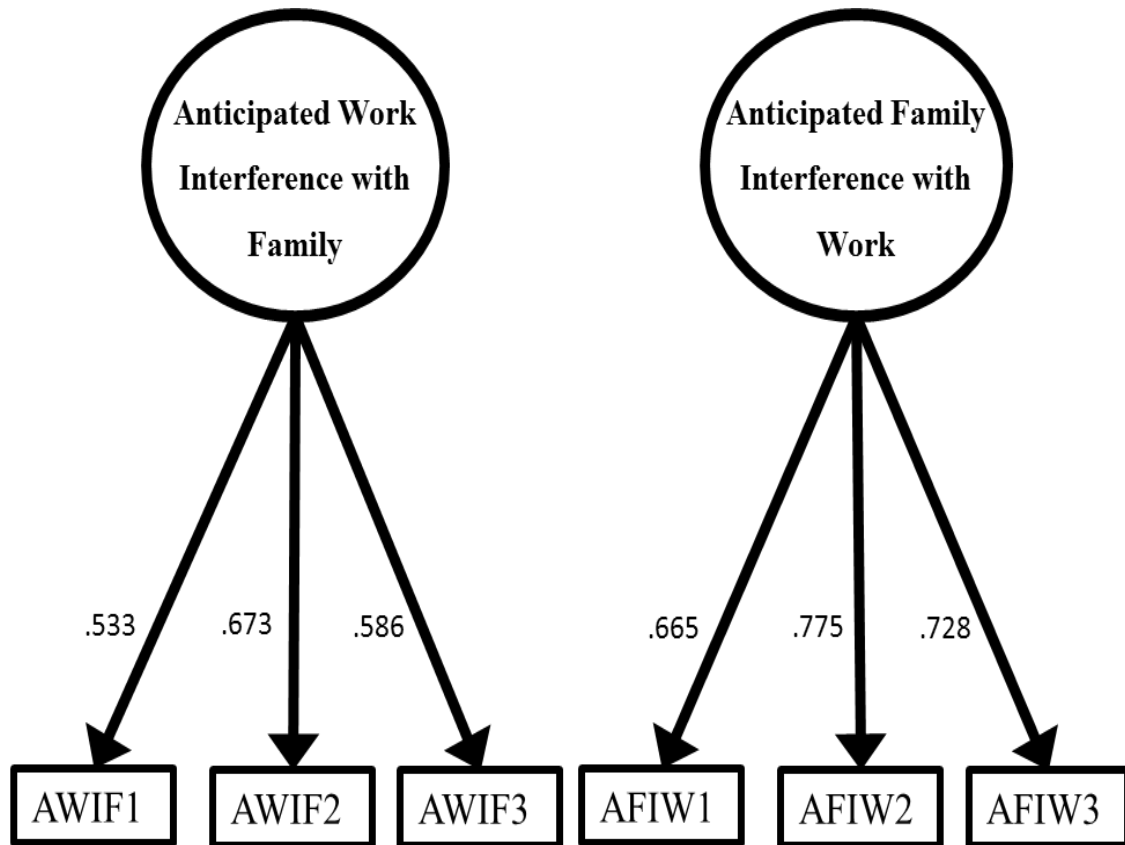 Anticipated Work
Interference with
Family
Anticipated Family
Interference with
Work
.533
.673
.586
.665
.775
.728
AWIF1
AWIF2
AWIF3
AFIW1
AFIW2
AFIW3